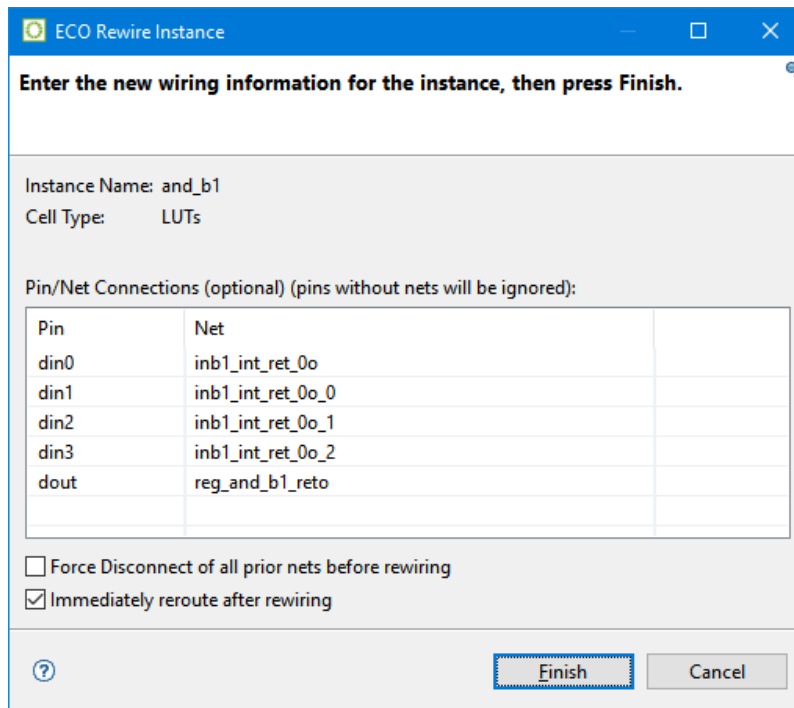 ECO Rewire Instance
Enter the new wiring information for the instance, then press Finish.
Instance Name: and_b1
Cell Type: LUTs
Pin/Net Connections (optional) (pins without nets will be ignored):
Pin Net
din0 inb1_int_ret_0o
din1 inb1_int_ret_0o_0
din2 inb1_int_ret_0o_1
din3 inb1_int_ret_0o_2
dout reg_and_b1_reto
Force Disconnect of all prior nets before rewiring
Immediately reroute after rewiring
? Finish Cancel